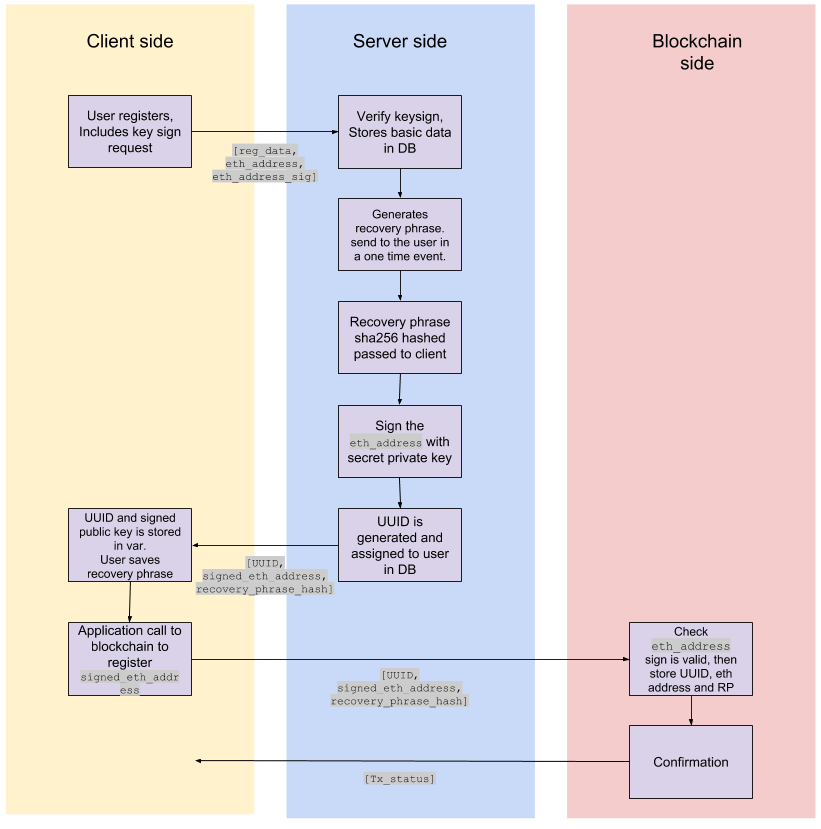 Client side
Server side
Blockchain
side
User registers,
Includes key sign
request
[reg_data,
eth_address,
eth_address_sig]
Verify keysign,
Stores basic data
in DB
Generates
recovery phrase.
send to the user in
a one time event.
Recovery phrase
sha256 hashed
passed to client
Sign the
eth_address with
secret private key
UUID is
generated and
assigned to user
in DB
[UUID,
signed_eth_address,
recovery_phrase_hash]
UUID and signed
public key is stored
in var.
User saves
recovery phrase
Application call to
blockchain to
register
signed_eth_addr
ess
[UUID,
signed_eth_address,
recovery_phrase_hash]
Check
eth_address
sign is valid, then
store UUID, eth
address and RP
Confirmation
[Tx_status]